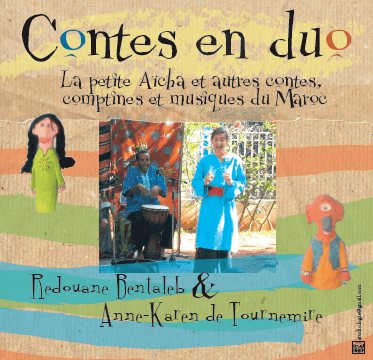 Contes en duo
La petite Aïcha et autres contes,
comptines et musiques du Maroc
Redouane Bentaleb &
Anne-Karen de Tournemire